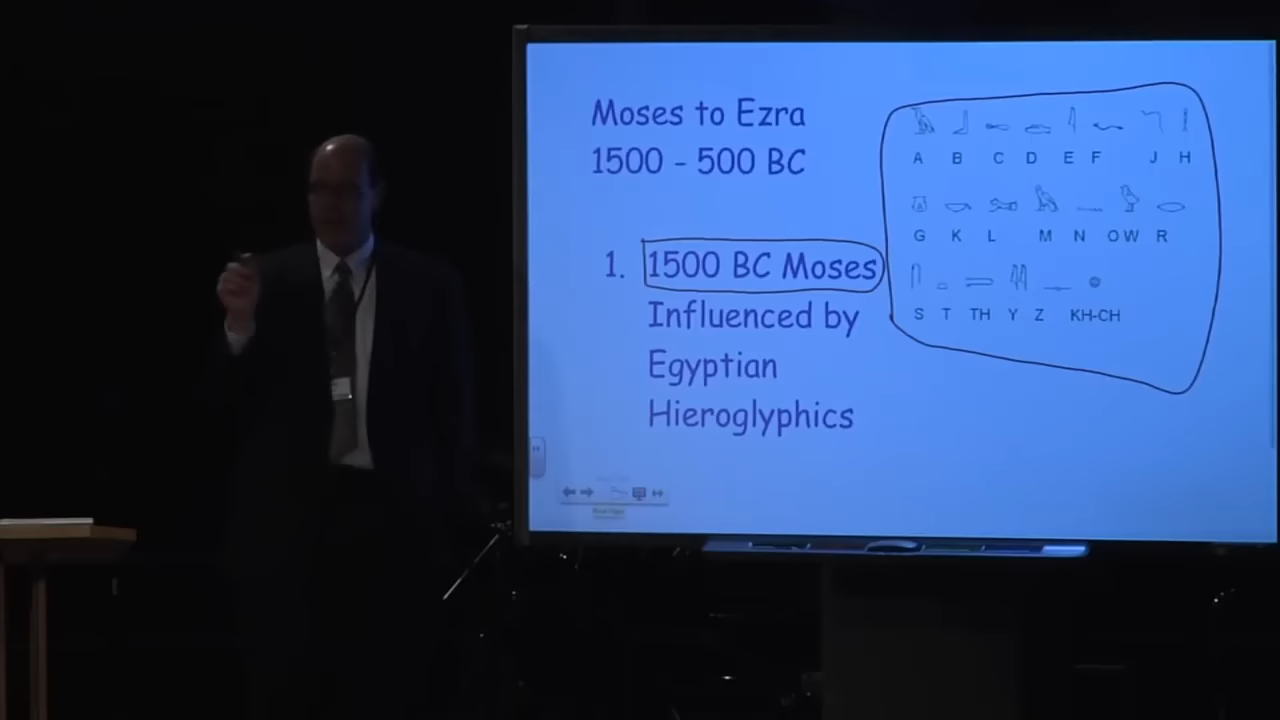 Moses to Ezra
1500 - 500 BC
1. 1500 BC Moses
Influenced by
Egyptian
Hieroglyphics
A B C D E F J H
G K L M N OW R
S T TH Y Z KH-CH